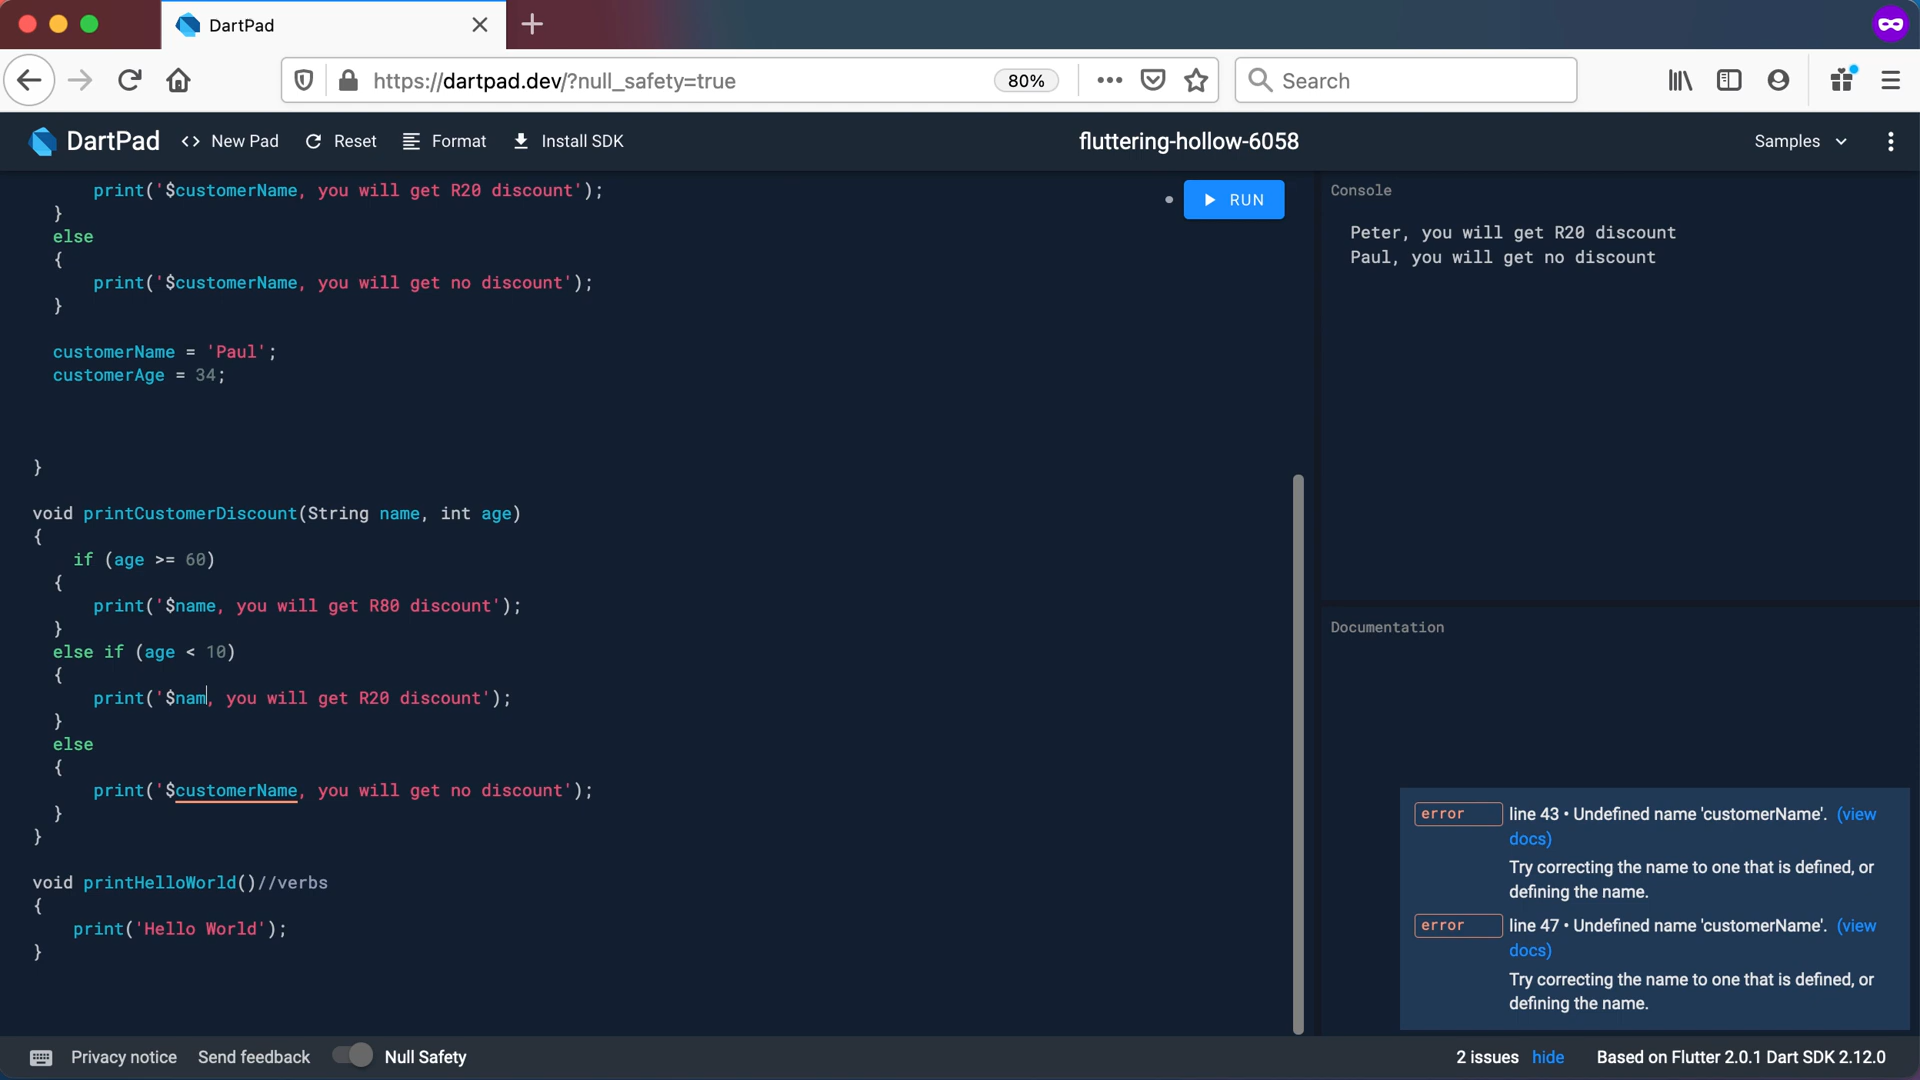 DartPad
https://dartpad.dev/?null_safety=true
80%
Search
DartPad
New Pad
Reset
Format
Install SDK
fluttering-hollow-6058
Samples
print('$customerName, you will get R20 discount');
}
else
{
print('$customerName, you will get no discount');
}
customerName = 'Paul';
customerAge = 34;
}
void printCustomerDiscount(String name, int age)
{
if (age >= 60)
{
print('$name, you will get R80 discount');
}
else if (age < 10)
{
print('$nam, you will get R20 discount');
}
else
{
print('$customerName, you will get no discount');
}
}
void printHelloWorld()//verbs
{
print('Hello World');
}
RUN
Console
Peter, you will get R20 discount
Paul, you will get no discount
Documentation
error
line 43 • Undefined name 'customerName'. (view
docs)
Try correcting the name to one that is defined, or
defining the name.
error
line 47 • Undefined name 'customerName'. (view
docs)
Try correcting the name to one that is defined, or
defining the name.
Privacy notice
Send feedback
Null Safety
2 issues
hide
Based on Flutter 2.0.1 Dart SDK 2.12.0